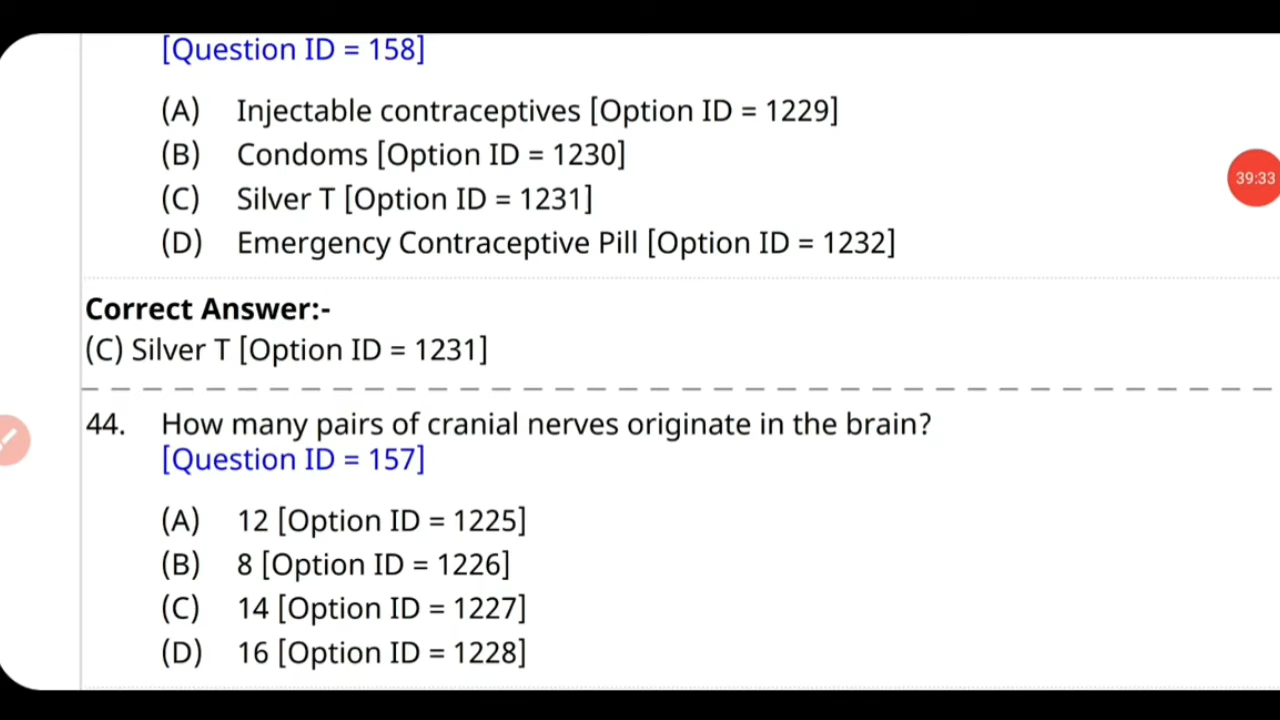 [Question ID = 158]
(A) Injectable contraceptives [Option ID = 1229]
(B) Condoms [Option ID = 1230]
(C) Silver T [Option ID = 1231]
(D) Emergency Contraceptive Pill [Option ID = 1232]
39:33
Correct Answer:-
(C) Silver T [Option ID = 1231]
44. How many pairs of cranial nerves originate in the brain?
[Question ID = 157]
(A) 12 [Option ID = 1225]
(B) 8 [Option ID = 1226]
(C) 14 [Option ID = 1227]
(D) 16 [Option ID = 1228]